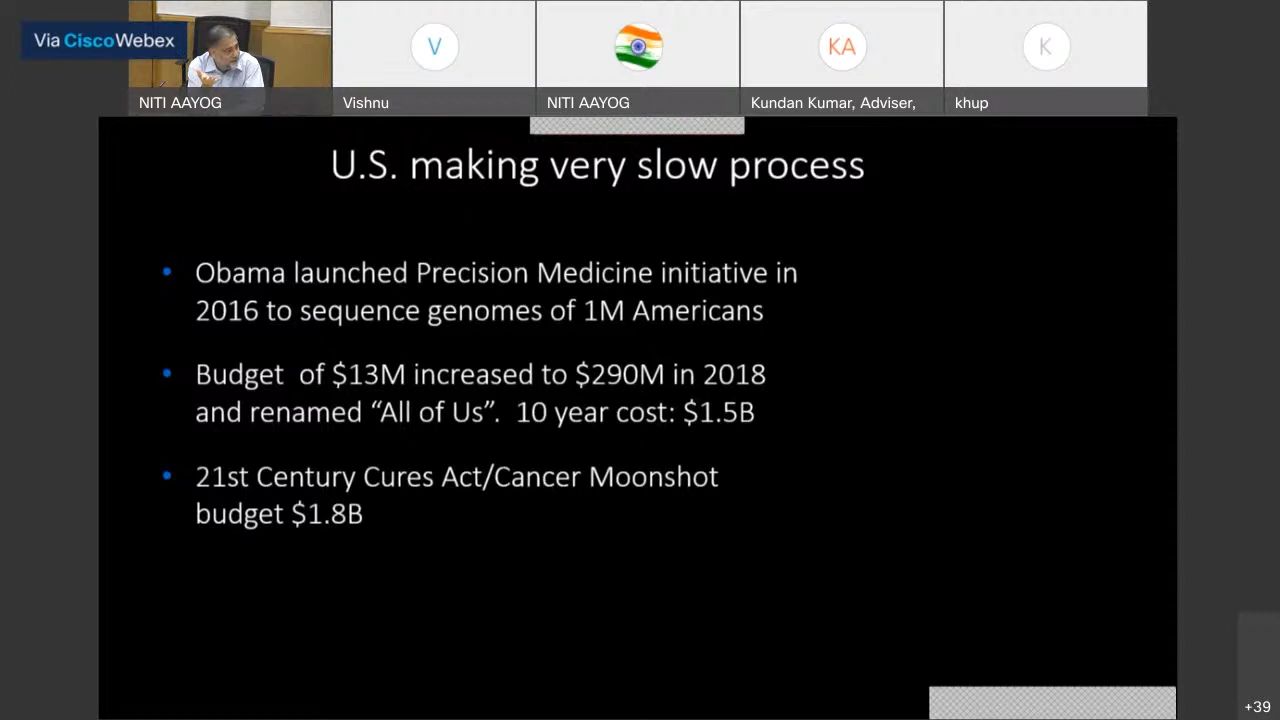 Via CiscoWebex
V
KA
K
NITI AAYOG
Vishnu
NITI AAYOG
Kundan Kumar, Adviser,
khup
U.S. making very slow process
• Obama launched Precision Medicine initiative in
2016 to sequence genomes of 1M Americans
• Budget of $13M increased to $290M in 2018
and renamed “All of Us”. 10 year cost: $1.5B
• 21st Century Cures Act/Cancer Moonshot
budget $1.8B
+39